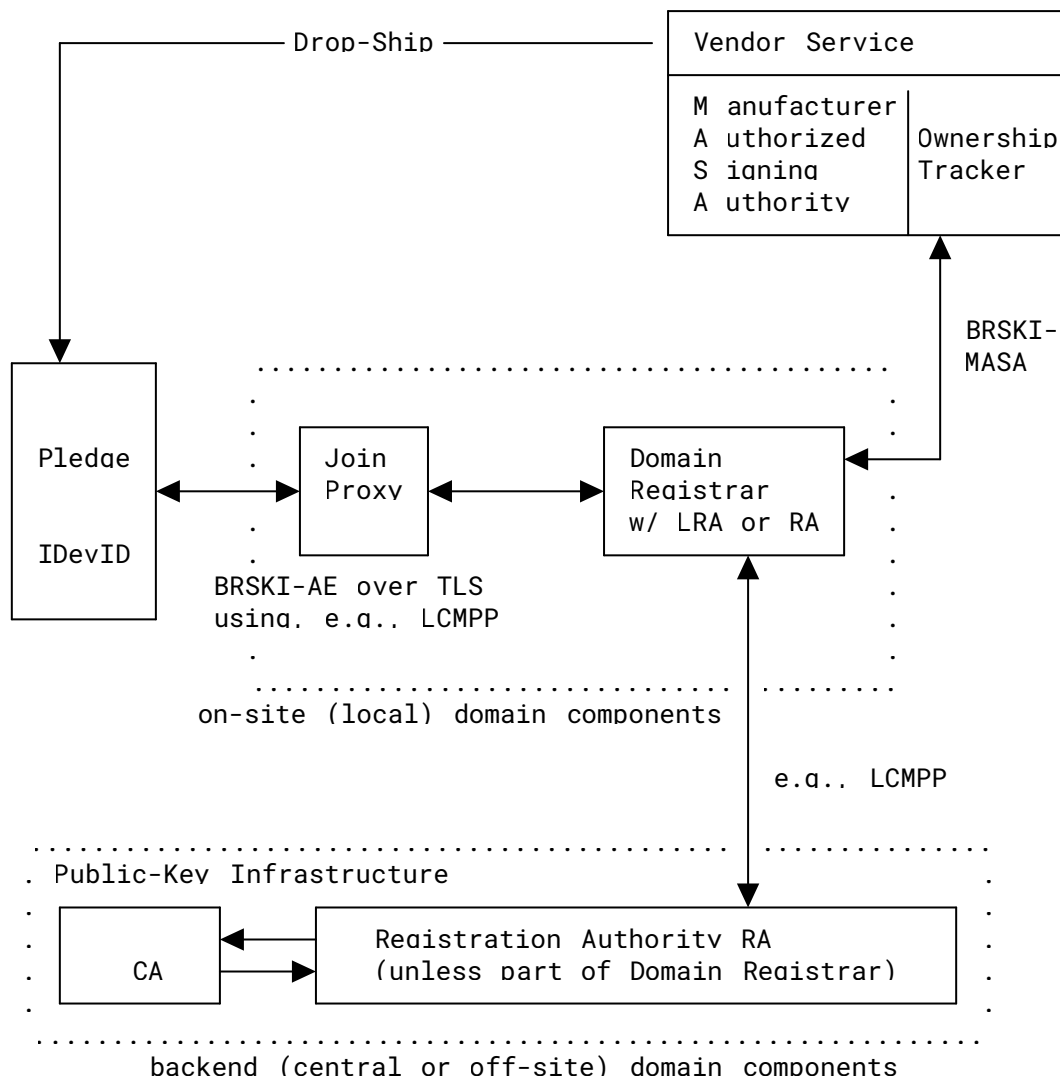 Drop-Ship
Vendor Service
M anufacturer
A uthorized
S igning
A uthority
Ownership
Tracker
BRSKI-
MASA
Pledge
IDevID
Join
Proxy
Domain
Registrar
w/ LRA or RA
BRSKI-AE over TLS
using, e.g., LCMPP
on-site (local) domain components
e.g., LCMPP
Public-Key Infrastructure
CA
Registration Authority RA
(unless part of Domain Registrar)
backend (central or off-site) domain components